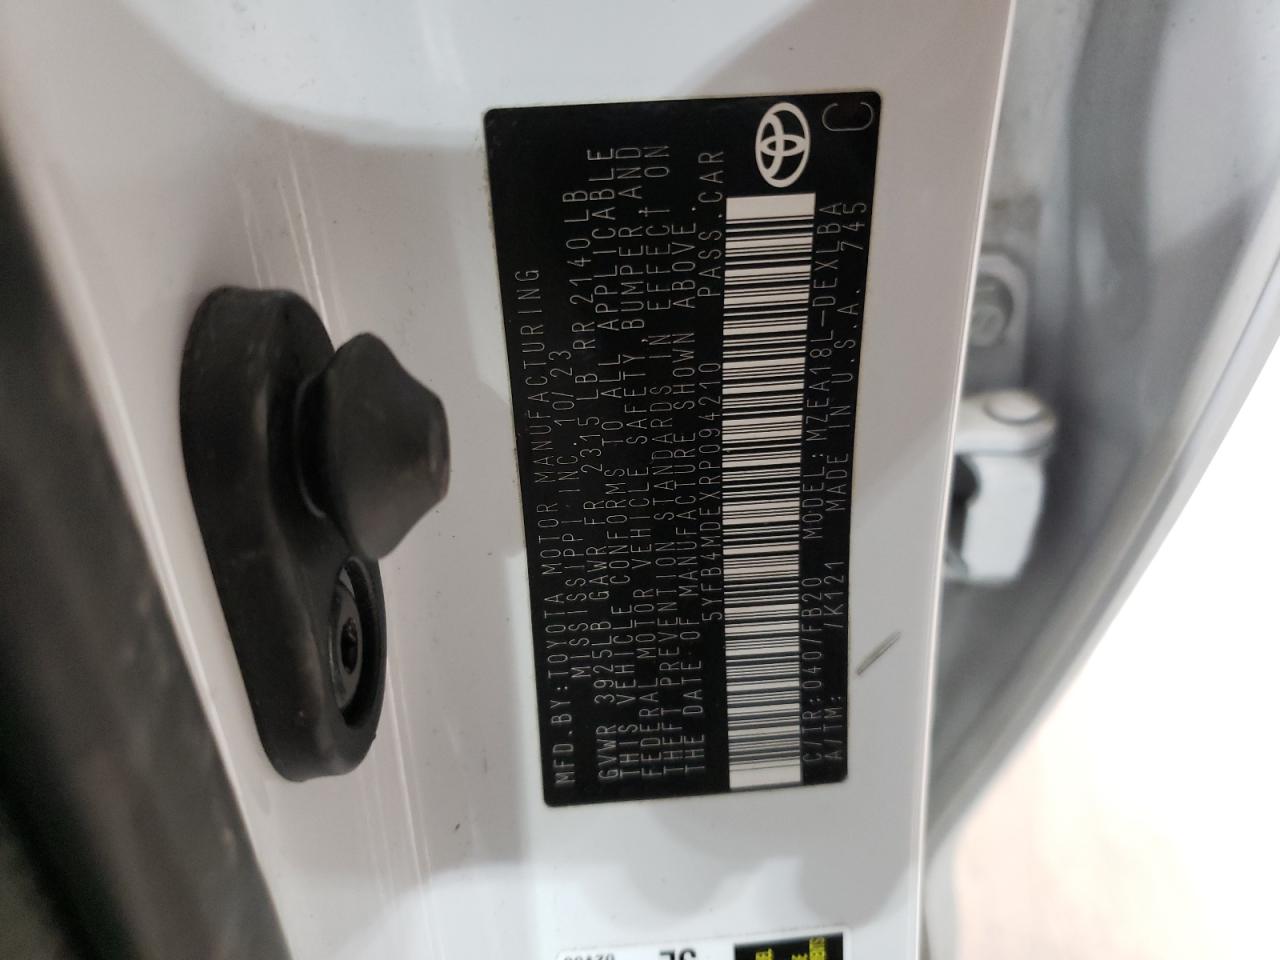 MFD.BY:TOYOTA MOTOR MANUFACTURING
MISSISSIPPI,INC. 10/23
GVWR 3925LB GAWR FR 2315 LB RR 2140LB
THIS VEHICLE CONFORMS TO ALL APPLICABLE
FEDERAL MOTOR VEHICLE SAFETY, BUMPER,AND
THEFT PREVENTION STANDARDS IN EFFECT ON
THE DATE OF MANUFACTURE SHOWN ABOVE.
5YFB4MDEXRP094210 PASS.CAR
C/TR:040/FB20 MODEL:MZEA18L-DEXLBA
A/TM: /K121 MADE IN U.S.A. 745
C